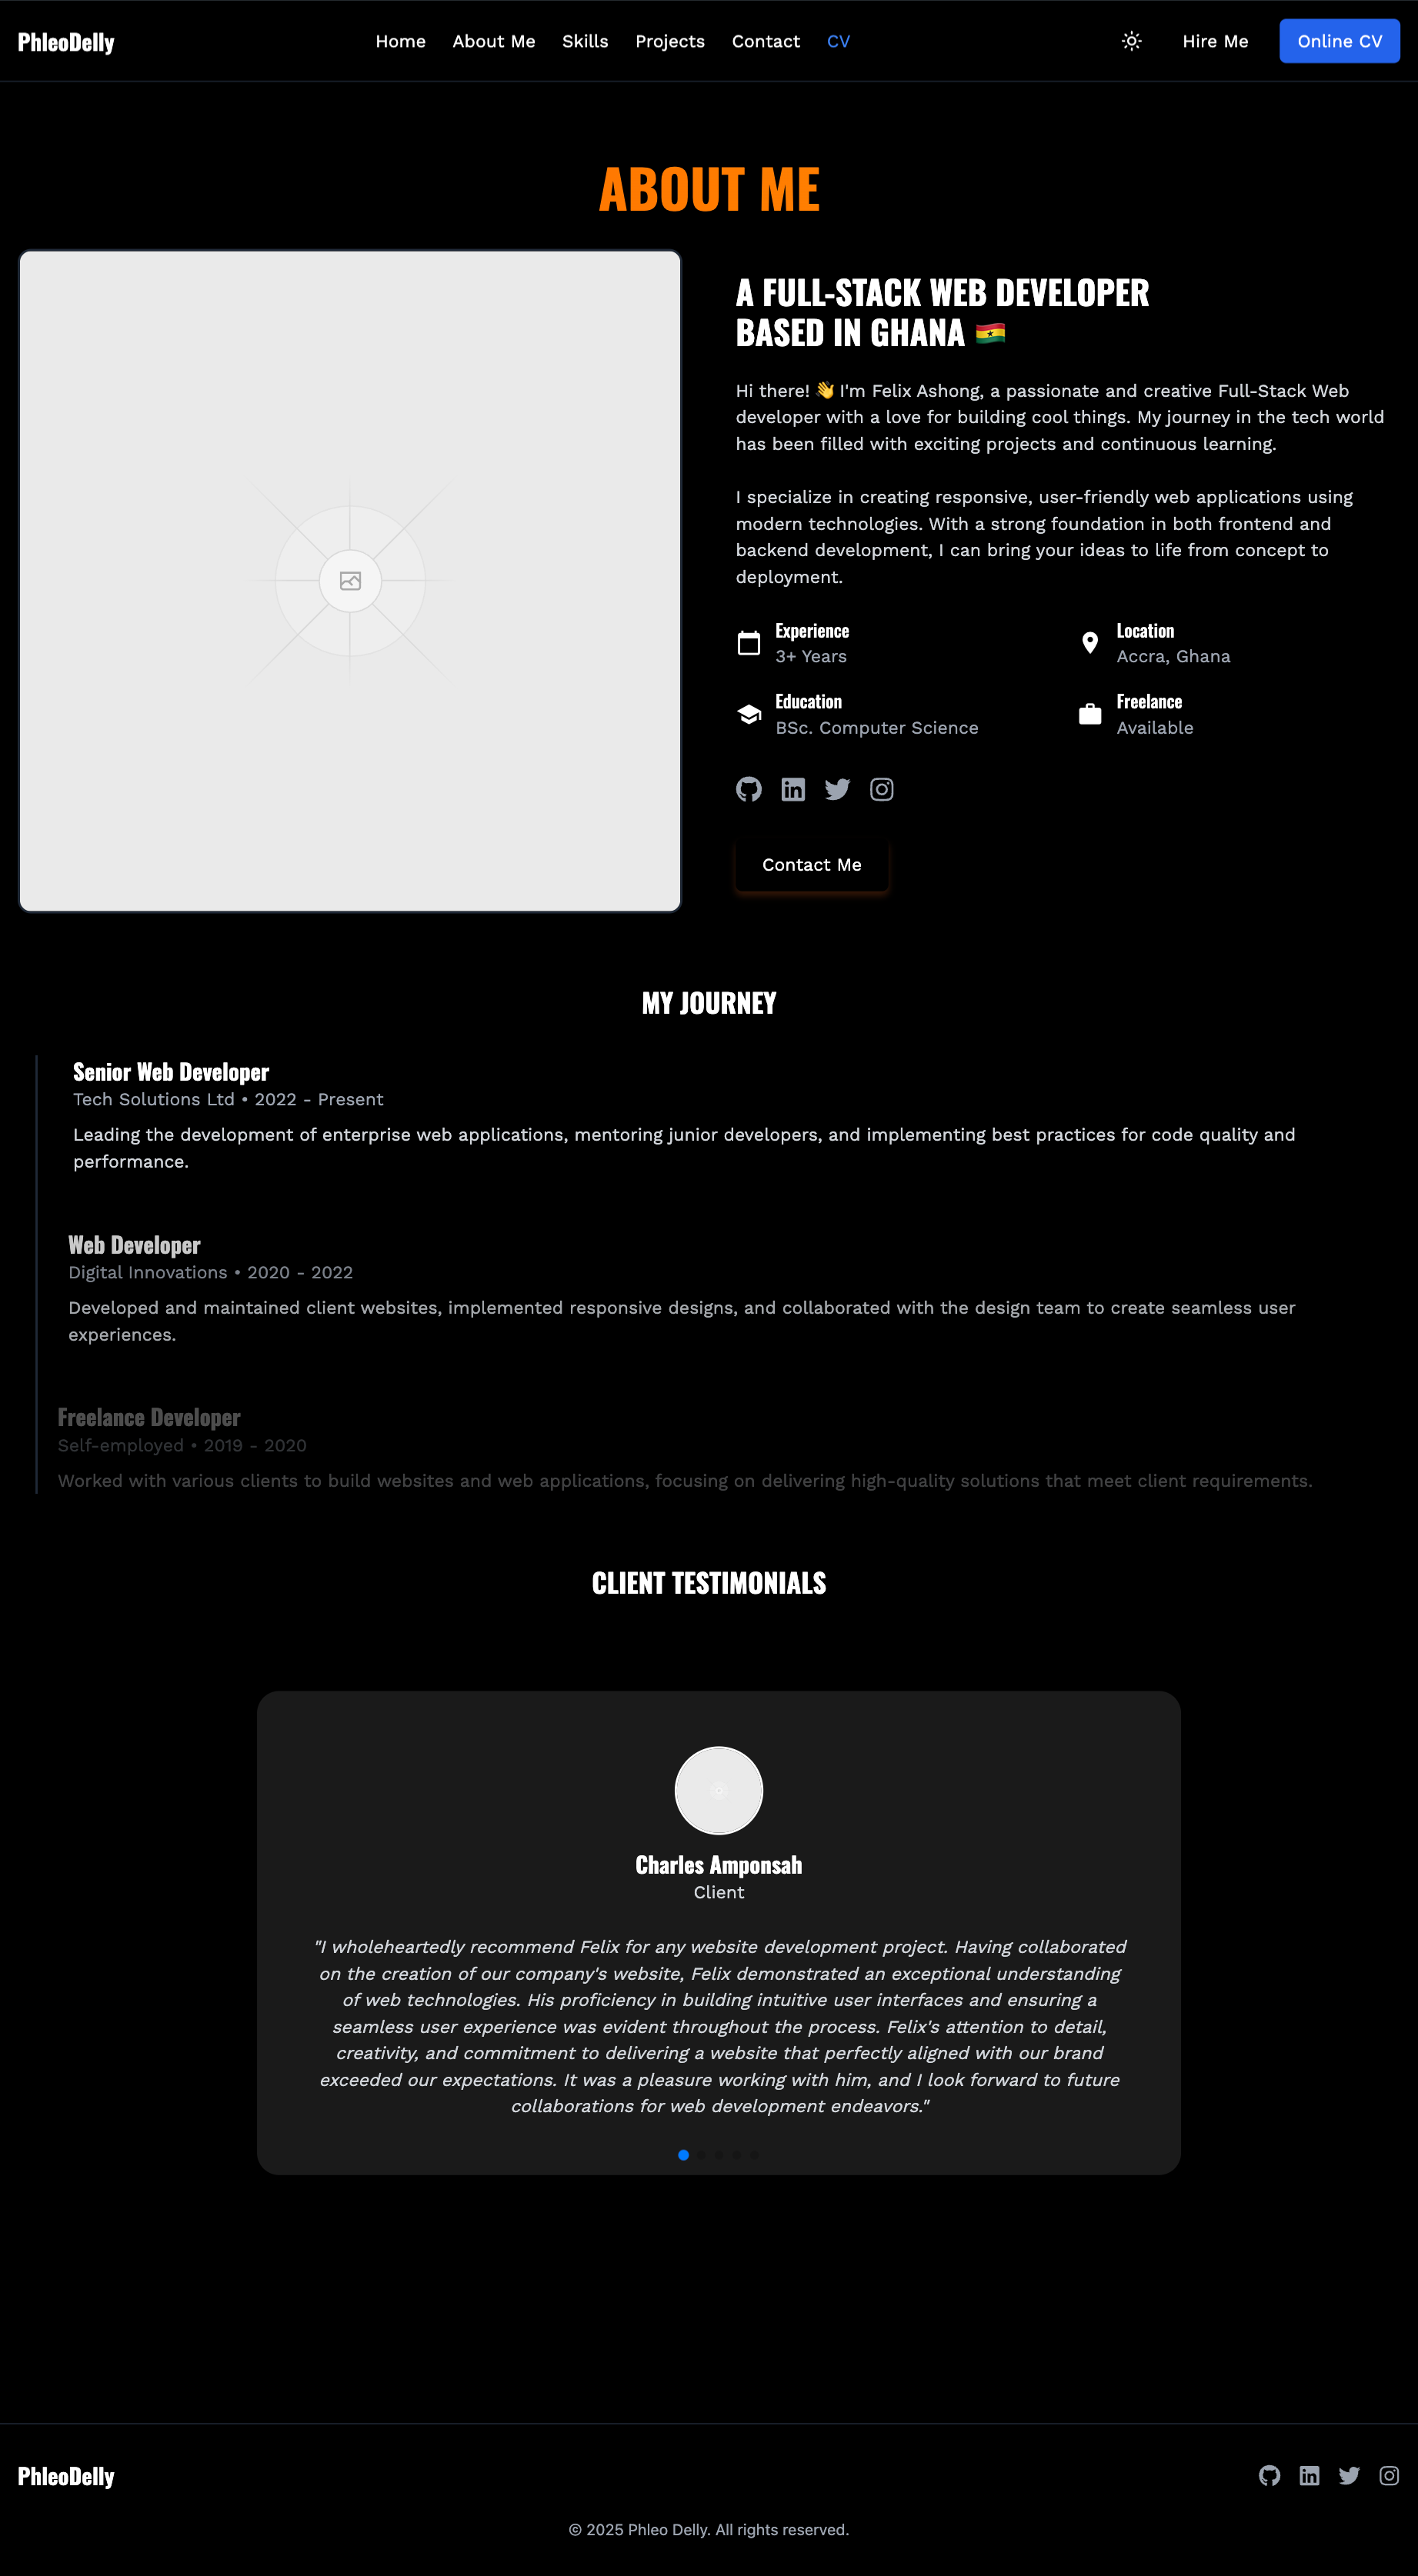 PhleoDelly
Home About Me Skills Projects Contact CV
Hire Me
Online CV
ABOUT ME
A FULL-STACK WEB DEVELOPER
BASED IN GHANA 🇬🇭
Hi there! 👋 I'm Felix Ashong, a passionate and creative Full-Stack Web
developer with a love for building cool things. My journey in the tech world
has been filled with exciting projects and continuous learning.
I specialize in creating responsive, user-friendly web applications using
modern technologies. With a strong foundation in both frontend and
backend development, I can bring your ideas to life from concept to
deployment.
Experience
3+ Years
Location
Accra, Ghana
Education
BSc. Computer Science
Freelance
Available
Contact Me
MY JOURNEY
Senior Web Developer
Tech Solutions Ltd • 2022 - Present
Leading the development of enterprise web applications, mentoring junior developers, and implementing best practices for code quality and
performance.
Web Developer
Digital Innovations • 2020 - 2022
Developed and maintained client websites, implemented responsive designs, and collaborated with the design team to create seamless user
experiences.
Freelance Developer
Self-employed • 2019 - 2020
Worked with various clients to build websites and web applications, focusing on delivering high-quality solutions that meet client requirements.
CLIENT TESTIMONIALS
Charles Amponsah
Client
"I wholeheartedly recommend Felix for any website development project. Having collaborated
on the creation of our company's website, Felix demonstrated an exceptional understanding
of web technologies. His proficiency in building intuitive user interfaces and ensuring a
seamless user experience was evident throughout the process. Felix's attention to detail,
creativity, and commitment to delivering a website that perfectly aligned with our brand
exceeded our expectations. It was a pleasure working with him, and I look forward to future
collaborations for web development endeavors."
PhleoDelly
© 2025 Phleo Delly. All rights reserved.